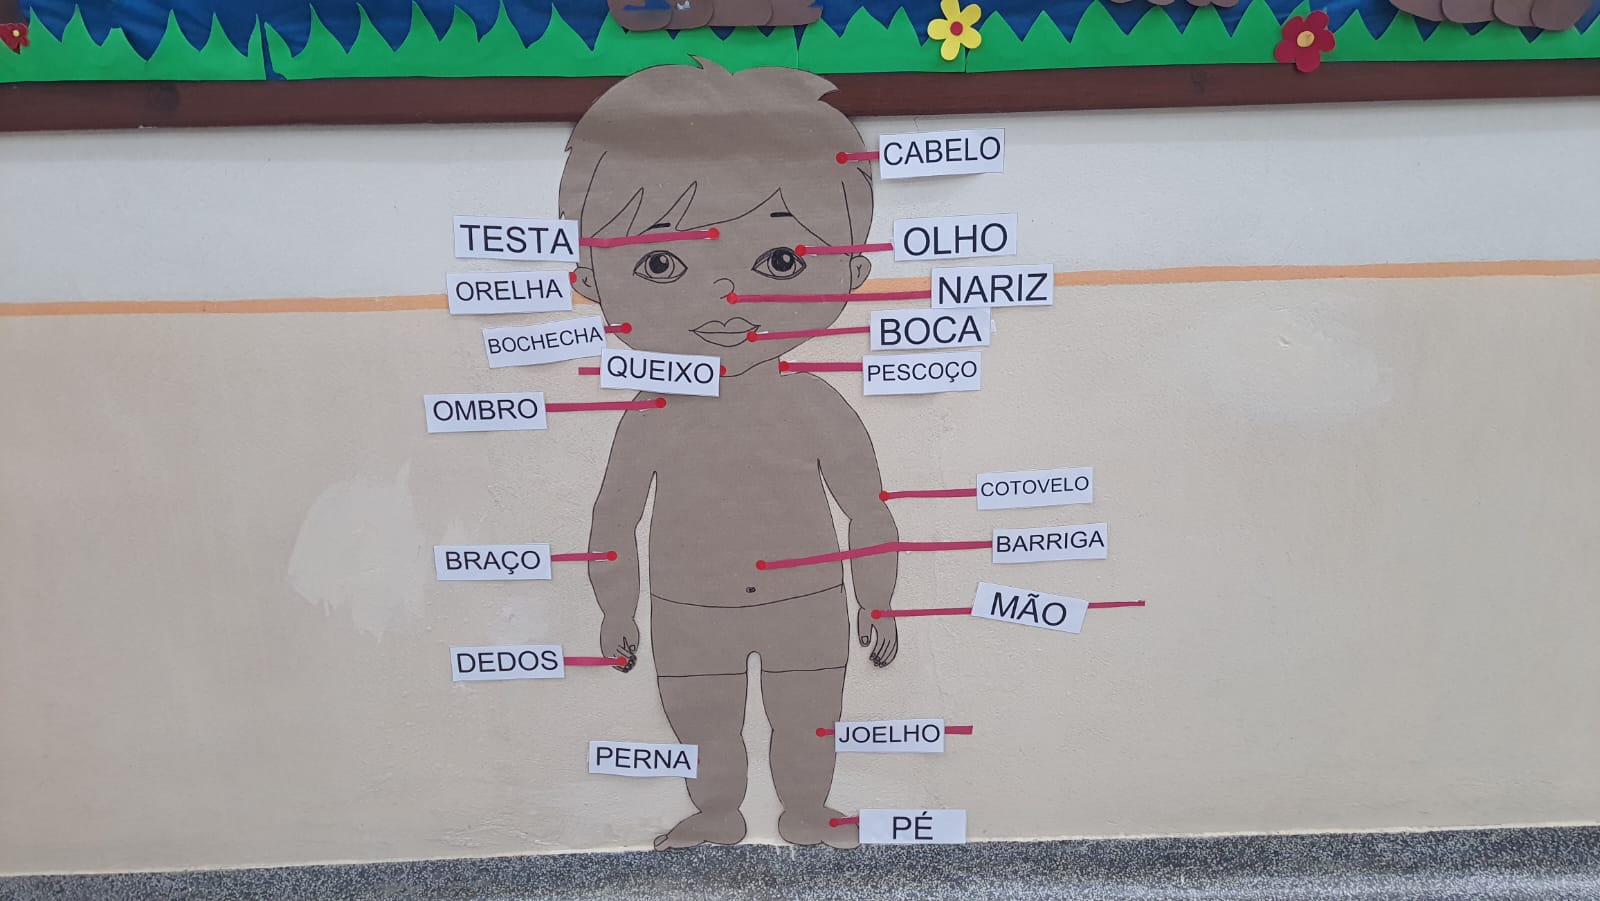 CABELO
TESTA
OLHO
ORELHA
NARIZ
BOCHECHA
BOCA
QUEIXO
PESCOÇO
OMBRO
COTOVELO
BRAÇO
BARRIGA
MÃO
DEDOS
JOELHO
PERNA
PÉ